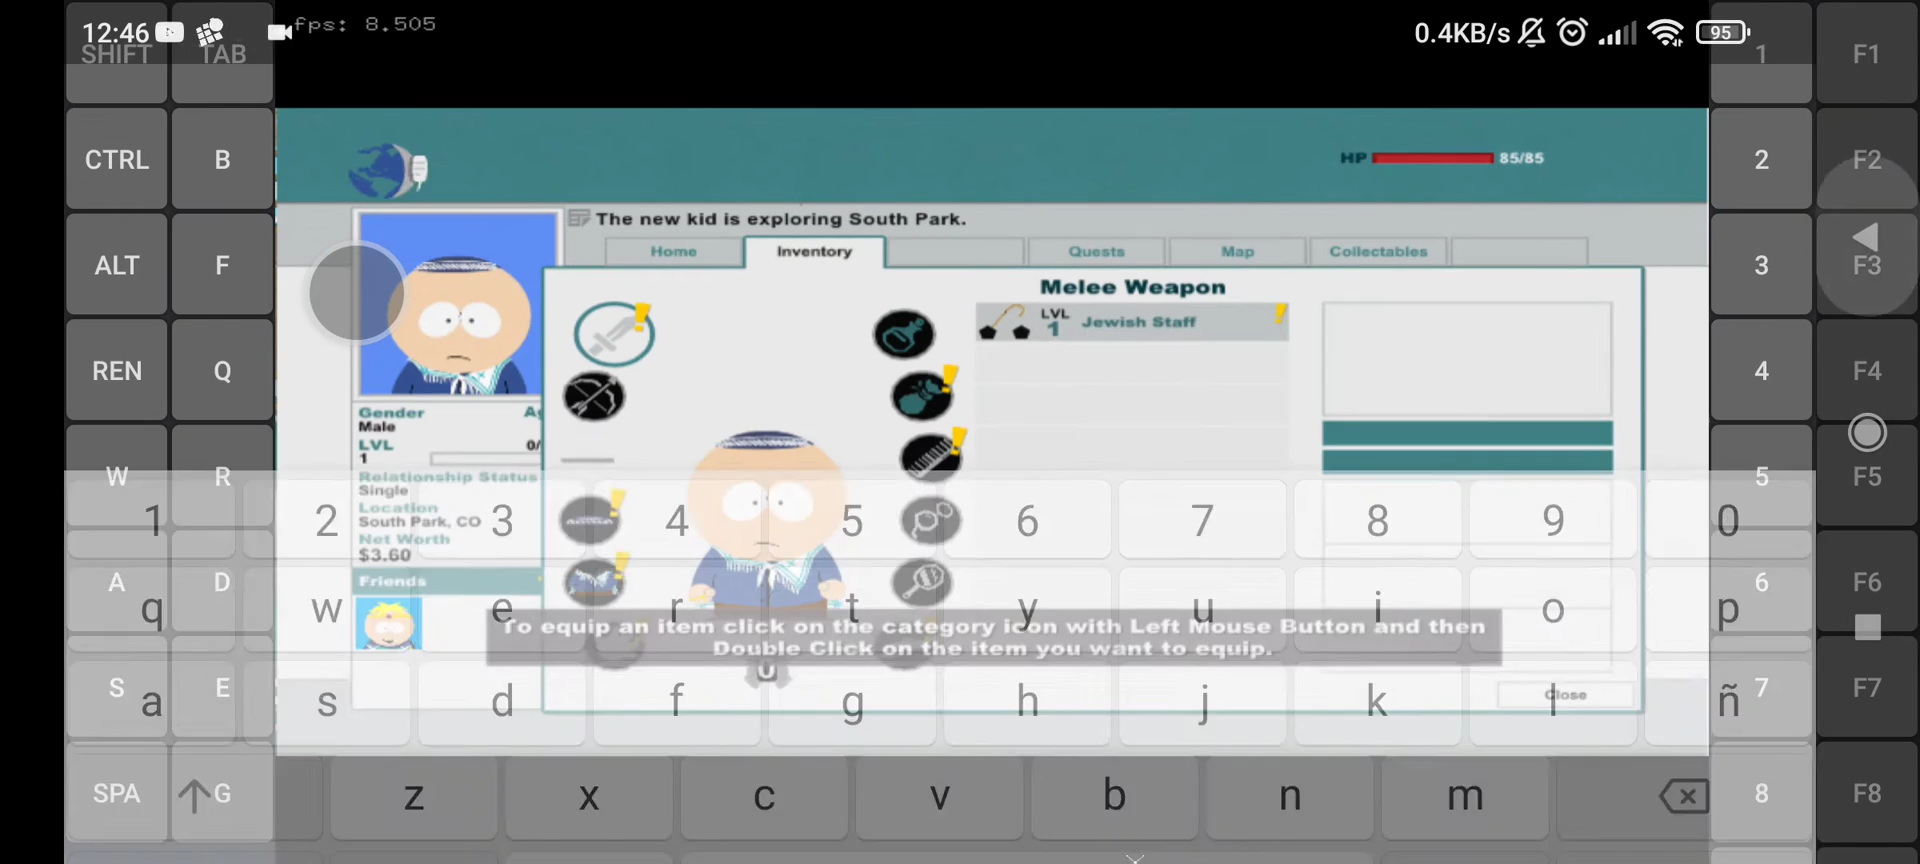 12:46
fps: 8.505
0.4KB/s
95
SHIFT TAB
1 F1
CTRL B
2 F2
HP 85/85
The new kid is exploring South Park.
Home Inventory Quests Map Collectables
ALT F
3 F3
Melee Weapon
LVL 1 Jewish Staff
REN Q
4 F4
Gender
Male
LVL
1 0/
W R
5 F5
Relationship Status
Single
Location
South Park, CO
Net Worth
$3.60
1 2 3 4 5 6 7 8 9 0
Friends
A D
6 F6
q w e r t y u i o p
To equip an item click on the category icon with Left Mouse Button and then
Double Click on the item you want to equip.
U
S E
7 F7
Close
a s d f g h j k l ñ
SPA G
8 F8
z x c v b n m